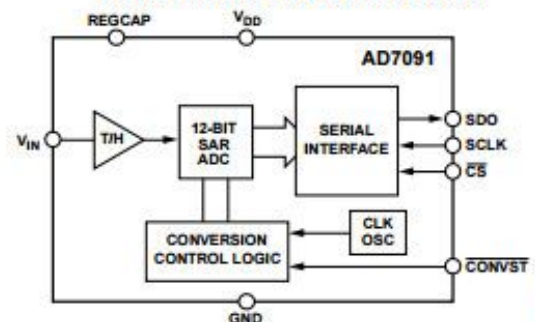 REGCAP
VDD
AD7091
VIN
T/H
12-BIT
SAR
ADC
SERIAL
INTERFACE
SDO
SCLK
CS
CONVERSION
CONTROL LOGIC
CLK
OSC
CONVST
GND